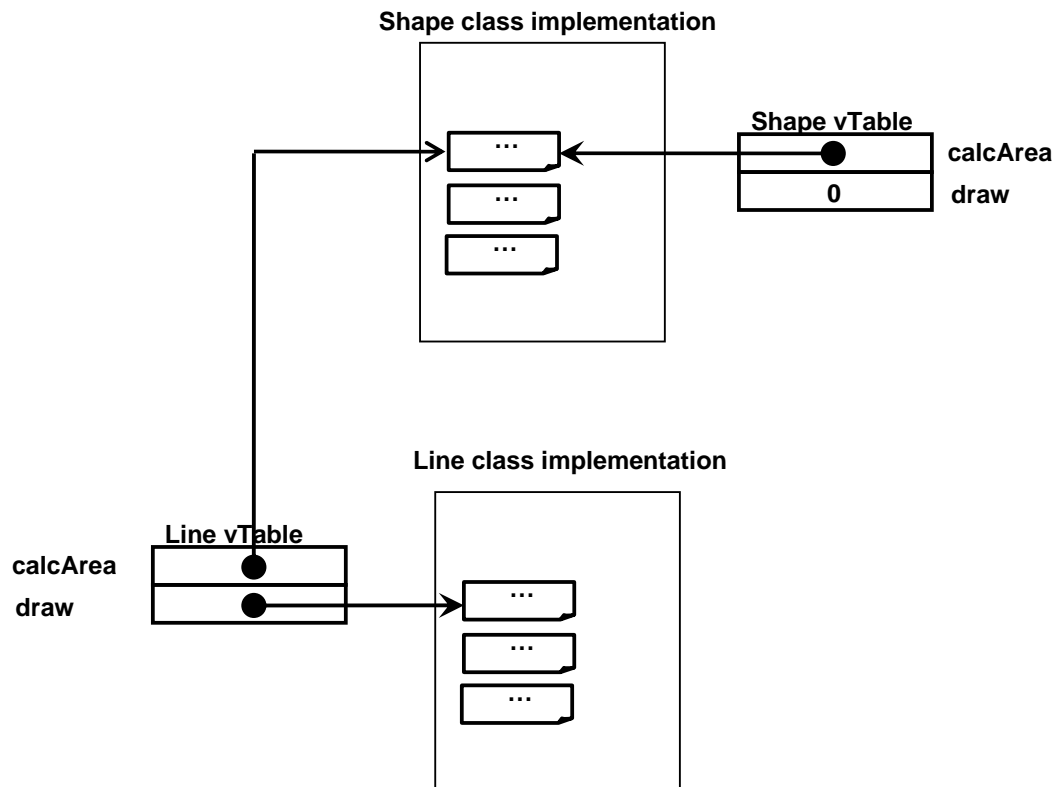 Shape class implementation
Shape vTable
...
calcArea
...
0
draw
...
Line class implementation
Line vTable
calcArea
...
draw
...
...